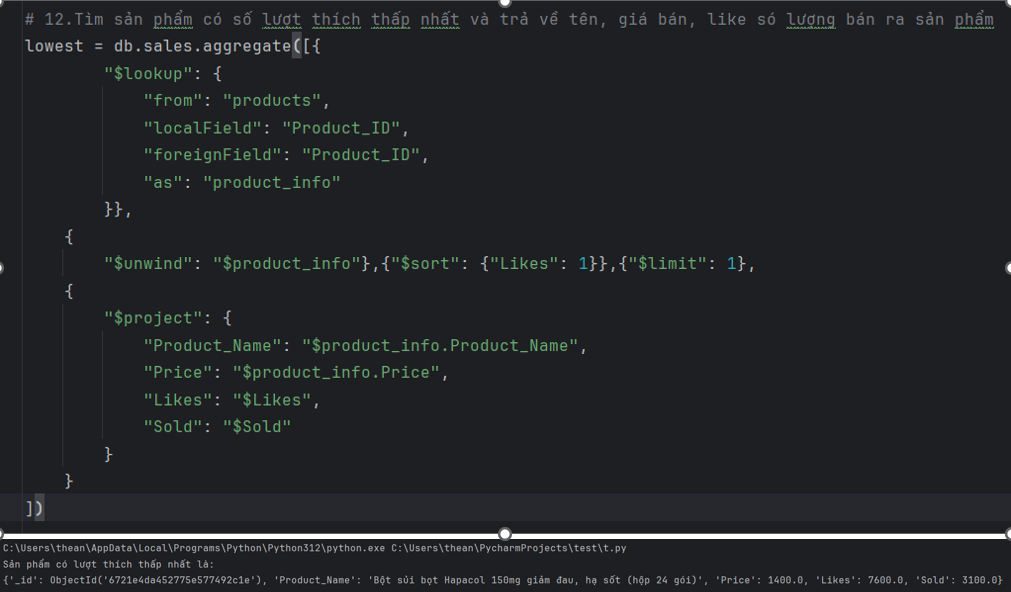 # 12.Tìm sản phẩm có số lượt thích thấp nhất và trả về tên, giá bán, like só lượng bán ra sản phẩm
lowest = db.sales.aggregate([{
"$lookup": {
"from": "products",
"localField": "Product_ID",
"foreignField": "Product_ID",
"as": "product_info"
}},
{
"$unwind": "$product_info"},{"$sort": {"Likes": 1}},{"$limit": 1},
{
"$project": {
"Product_Name": "$product_info.Product_Name",
"Price": "$product_info.Price",
"Likes": "$Likes",
"Sold": "$Sold"
}
}
])
C:\Users\thean\AppData\Local\Programs\Python\Python312\python.exe C:\Users\thean\PycharmProjects\test\t.py
Sản phẩm có lượt thích thấp nhất là:
{'_id': ObjectId('6721e4da452775e577492c1e'), 'Product_Name': 'Bột sủi bọt Hapacol 150mg giảm đau, hạ sốt (hộp 24 gói)', 'Price': 1400.0, 'Likes': 7600.0, 'Sold': 3100.0}